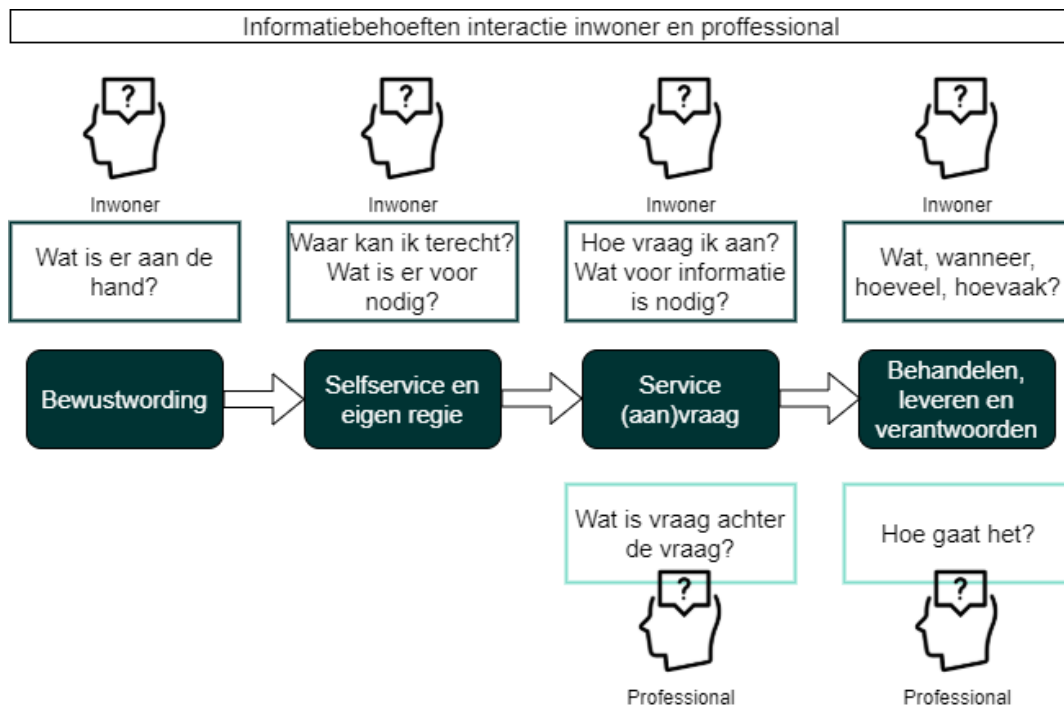 Informatiebehoeften interactie inwoner en proffessional
?
?
?
?
Inwoner
Inwoner
Inwoner
Inwoner
Wat is er aan de
hand?
Waar kan ik terecht?
Wat is er voor
nodig?
Hoe vraag ik aan?
Wat voor informatie
is nodig?
Wat, wanneer,
hoeveel, hoevaak?
Bewustwording
Selfservice en
eigen regie
Service
(aan)vraag
Behandelen,
leveren en
verantwoorden
Wat is vraag achter
de vraag?
Hoe gaat het?
?
?
Professional
Professional